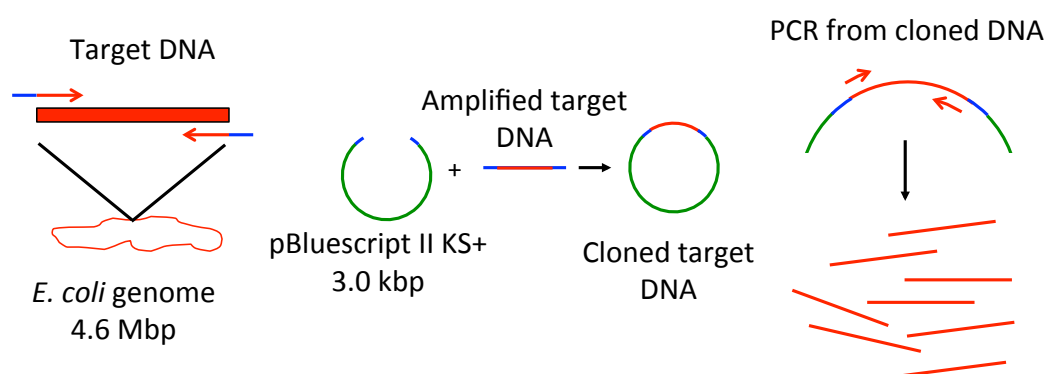 Target DNA
E. coli genome
4.6 Mbp
pBluescript II KS+
3.0 kbp
+
Amplified target
DNA
Cloned target
DNA
PCR from cloned DNA